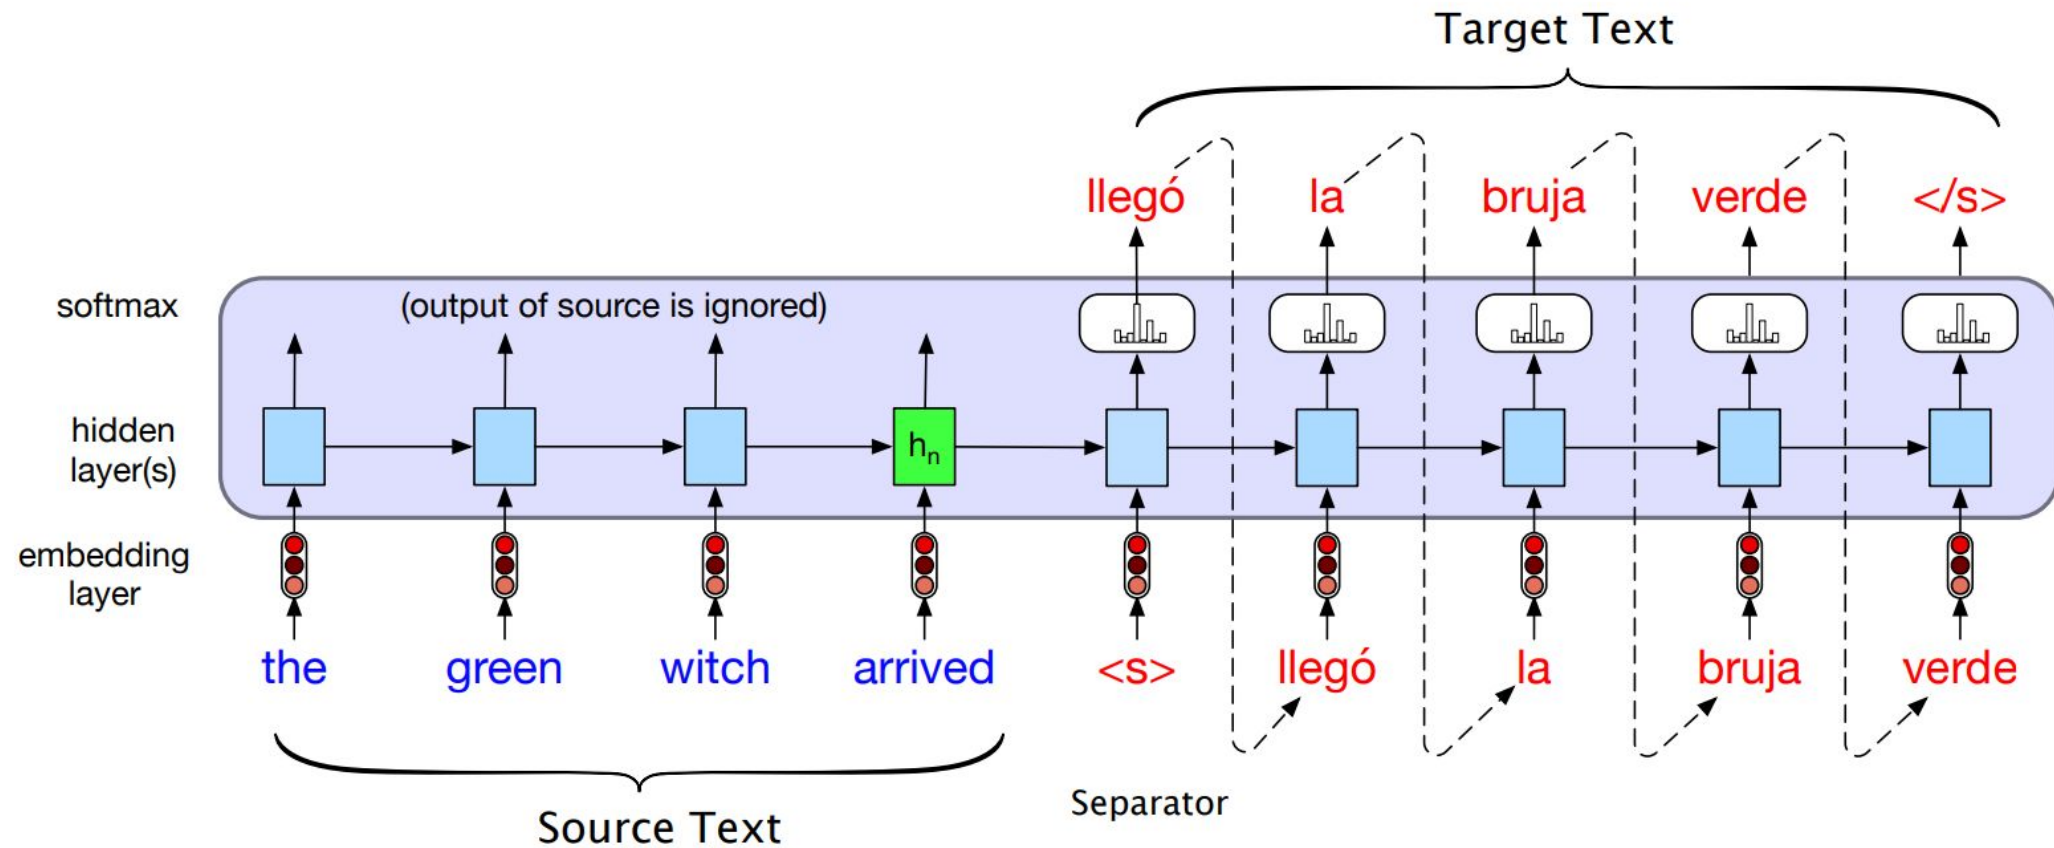 Target Text
llegó la bruja verde </s>
softmax (output of source is ignored)
hidden
layer(s)
hn
embedding
layer
the green witch arrived <s> llegó la bruja verde
Separator
Source Text